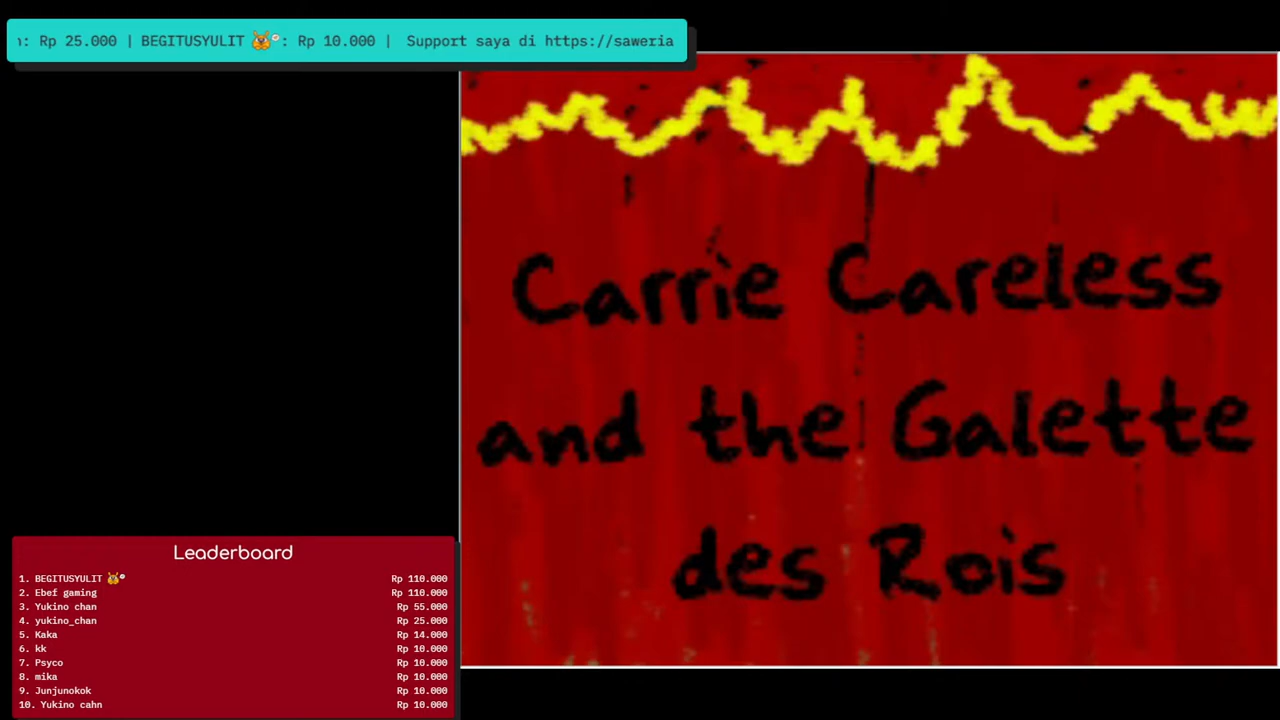 : Rp 25.000 | BEGITUSYULIT : Rp 10.000 | Support saya di https://saweria
Carrie Careless
and the Galette
des Rois
Leaderboard
1. BEGITUSYULIT Rp 110.000
2. Ebef gaming Rp 110.000
3. Yukino chan Rp 55.000
4. yukino_chan Rp 25.000
5. Kaka Rp 14.000
6. kk Rp 10.000
7. Psyco Rp 10.000
8. mika Rp 10.000
9. Junjunokok Rp 10.000
10. Yukino cahn Rp 10.000